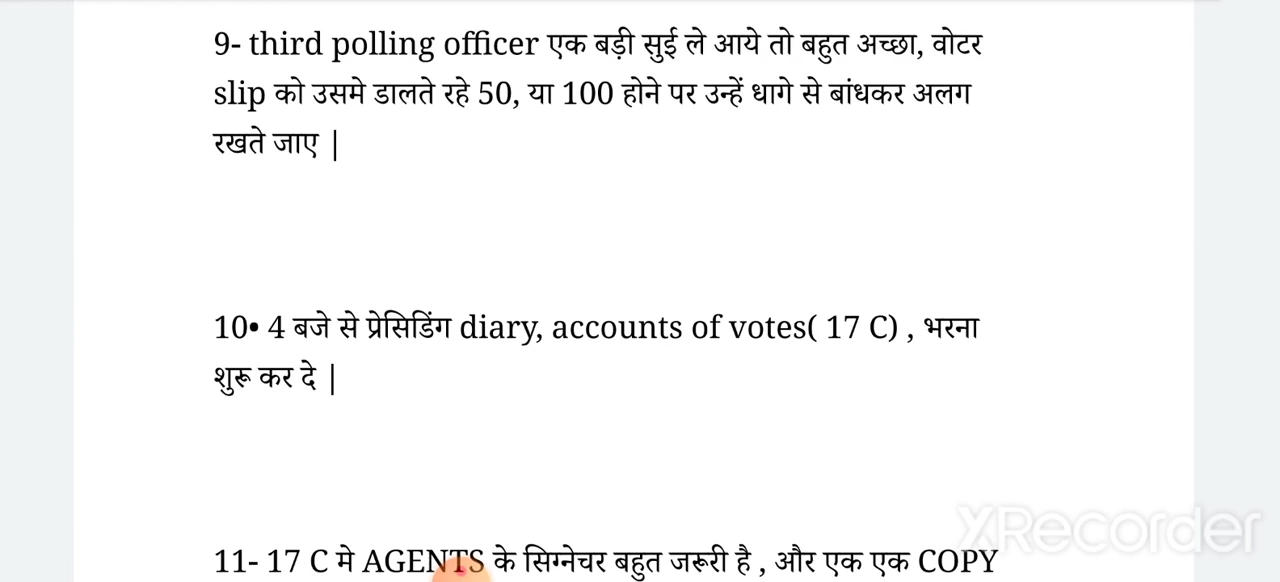 9- third polling officer एक बड़ी सुई ले आये तो बहुत अच्छा, वोटर
slip को उसमे डालते रहे 50, या 100 होने पर उन्हें धागे से बांधकर अलग
रखते जाए |
10• 4 बजे से प्रेसिडिंग diary, accounts of votes( 17 C) , भरना
शुरू कर दे |
11- 17 C मे AGENTS के सिग्नेचर बहुत जरूरी है , और एक एक COPY
XRecorder